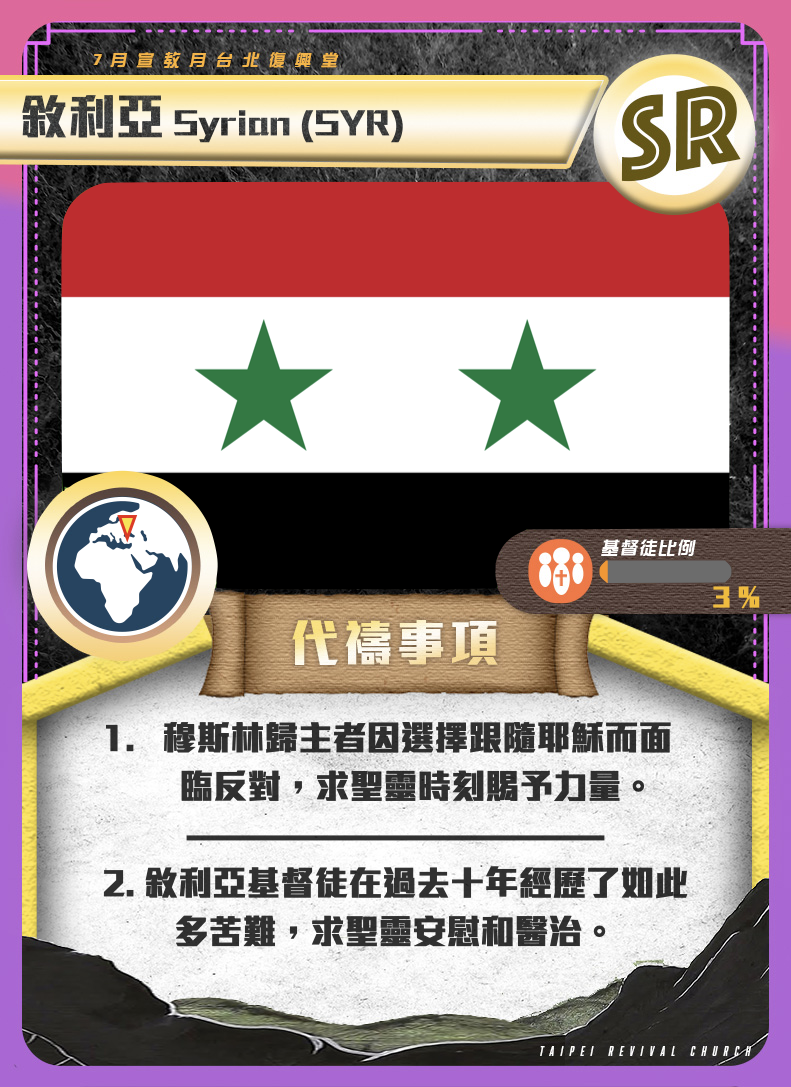 7月宣教月台北復興堂
敘利亞 Syrian (SYR)
SR
基督徒比例
3%
代禱事項
1. 穆斯林歸主者因選擇跟隨耶穌而面
臨反對，求聖靈時刻賜予力量。
2. 敘利亞基督徒在過去十年經歷了如此
多苦難，求聖靈安慰和醫治。
TAIPEI REVIVAL CHURCH